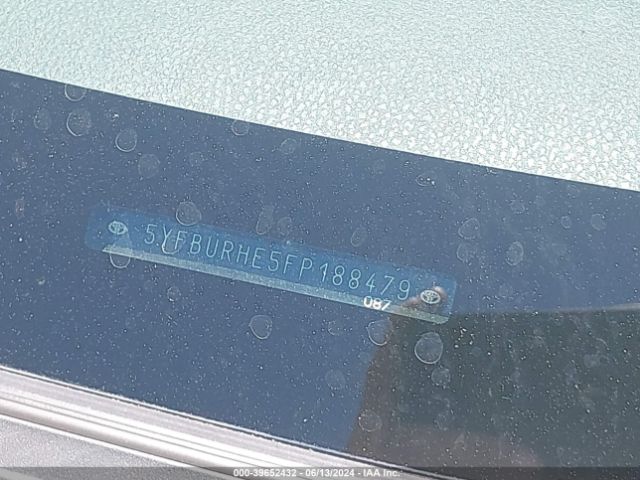 5YFBURHE5FP188479
087
000-39652432 - 06/13/2024 - IAA Inc.